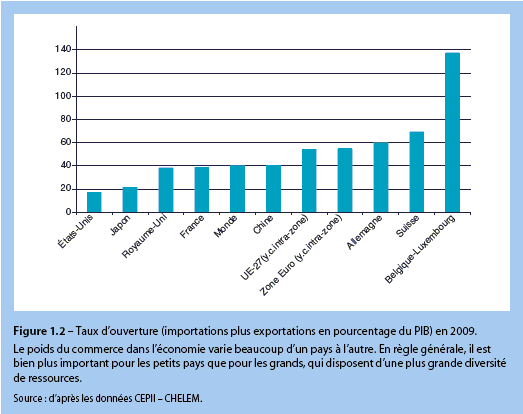 140
120
100
80
60
40
20
0
États-Unis
Japon
Royaume-Uni
France
Monde
Chine
UE-27(y.c.intra-zone)
Zone Euro (y.c.intra-zone)
Allemagne
Suisse
Belgique-Luxembourg
Figure 1.2 – Taux d'ouverture (importations plus exportations en pourcentage du PIB) en 2009.
Le poids du commerce dans l'économie varie beaucoup d'un pays à l'autre. En règle générale, il est
bien plus important pour les petits pays que pour les grands, qui disposent d'une plus grande diversité
de ressources.
Source : d'après les données CEPII – CHELEM.